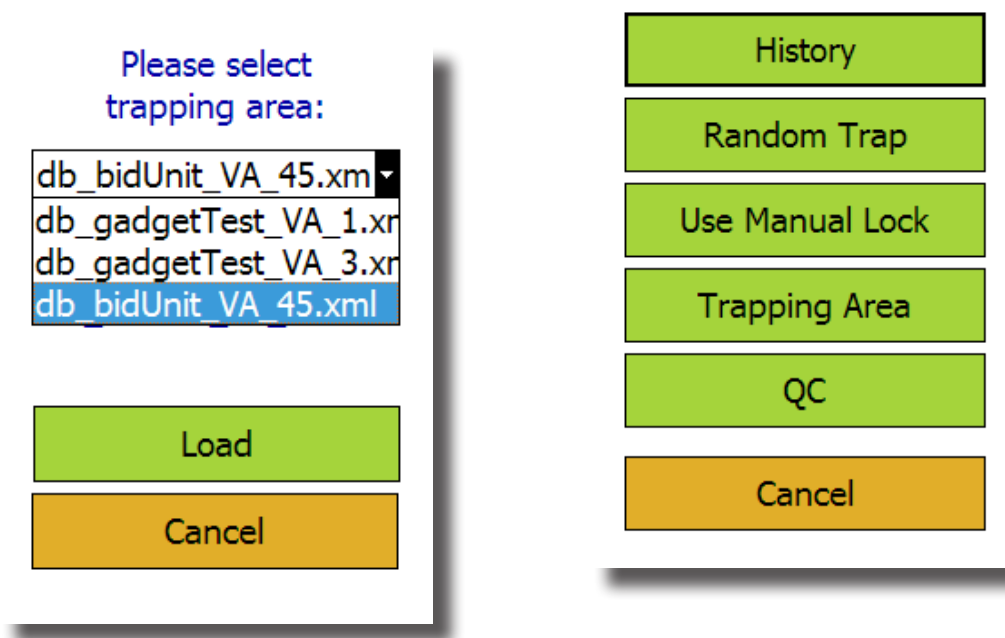 Please select
trapping area:
db_bidUnit_VA_45.xm
db_gadgetTest_VA_1.xr
db_gadgetTest_VA_3.xr
db_bidUnit_VA_45.xml
Load
Cancel
History
Random Trap
Use Manual Lock
Trapping Area
QC
Cancel